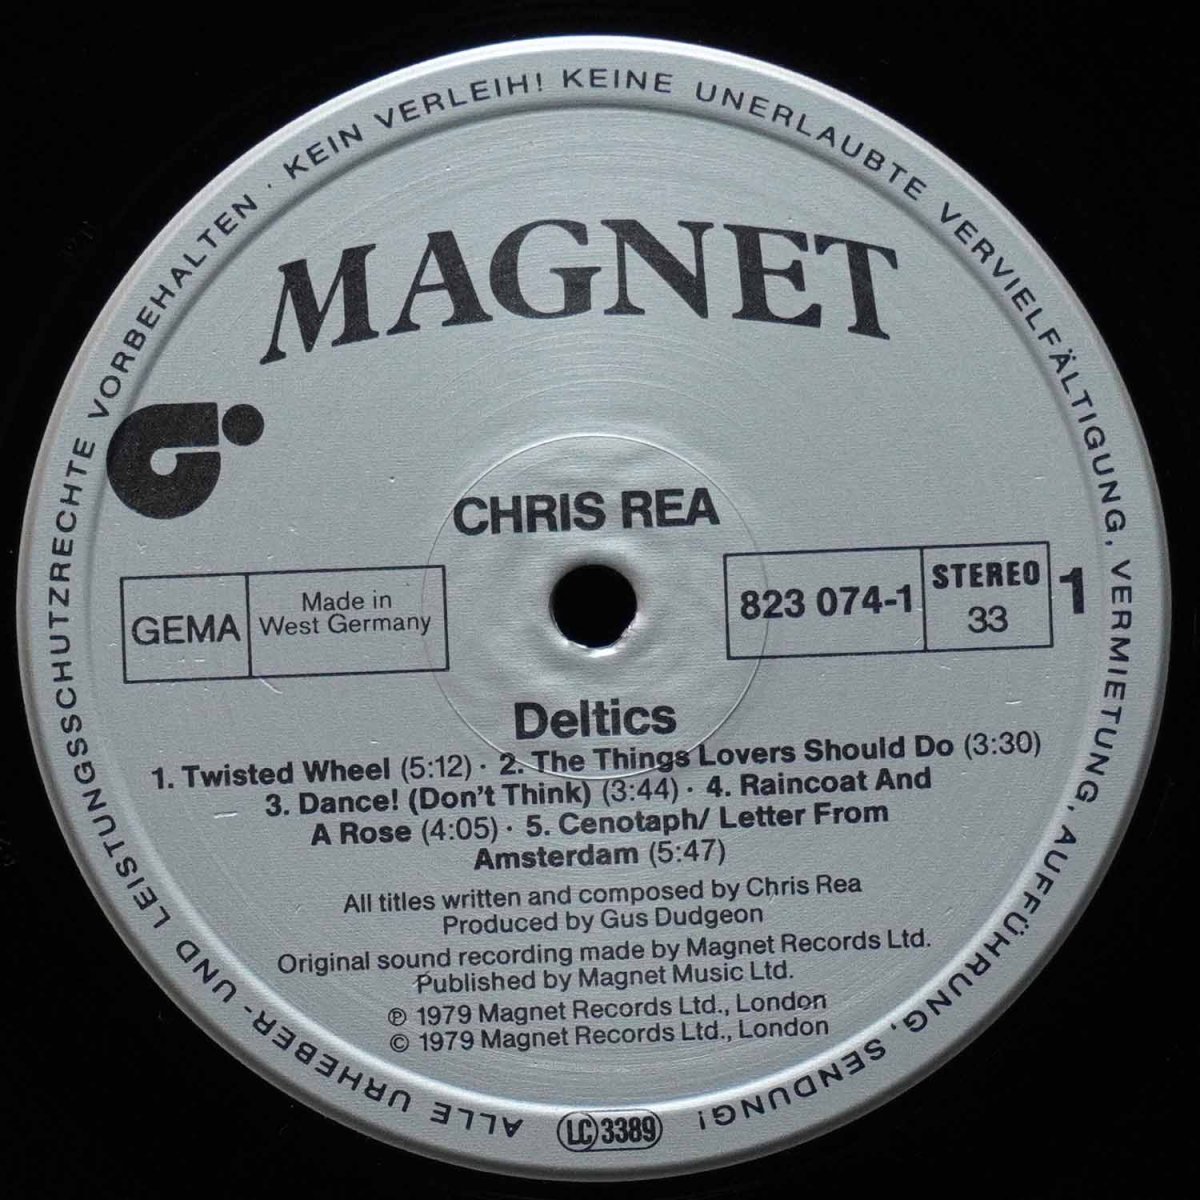 ALLE URHEBER- UND LEISTUNGSSCHUTZRECHTE VORBEHALTEN · KEIN VERLEIH! KEINE UNERLAUBTE VERVIELFÄLTIGUNG, VERMIETUNG, AUFFÜHRUNG, SENDUNG!
MAGNET
CHRIS REA
GEMA
Made in
West Germany
823 074-1
STEREO
33
1
Deltics
1. Twisted Wheel (5:12) · 2. The Things Lovers Should Do (3:30)
3. Dance! (Don't Think) (3:44) · 4. Raincoat And
A Rose (4:05) · 5. Cenotaph/ Letter From
Amsterdam (5:47)
All titles written and composed by Chris Rea
Produced by Gus Dudgeon
Original sound recording made by Magnet Records Ltd.
Published by Magnet Music Ltd.
℗ 1979 Magnet Records Ltd., London
© 1979 Magnet Records Ltd., London
LC 3389